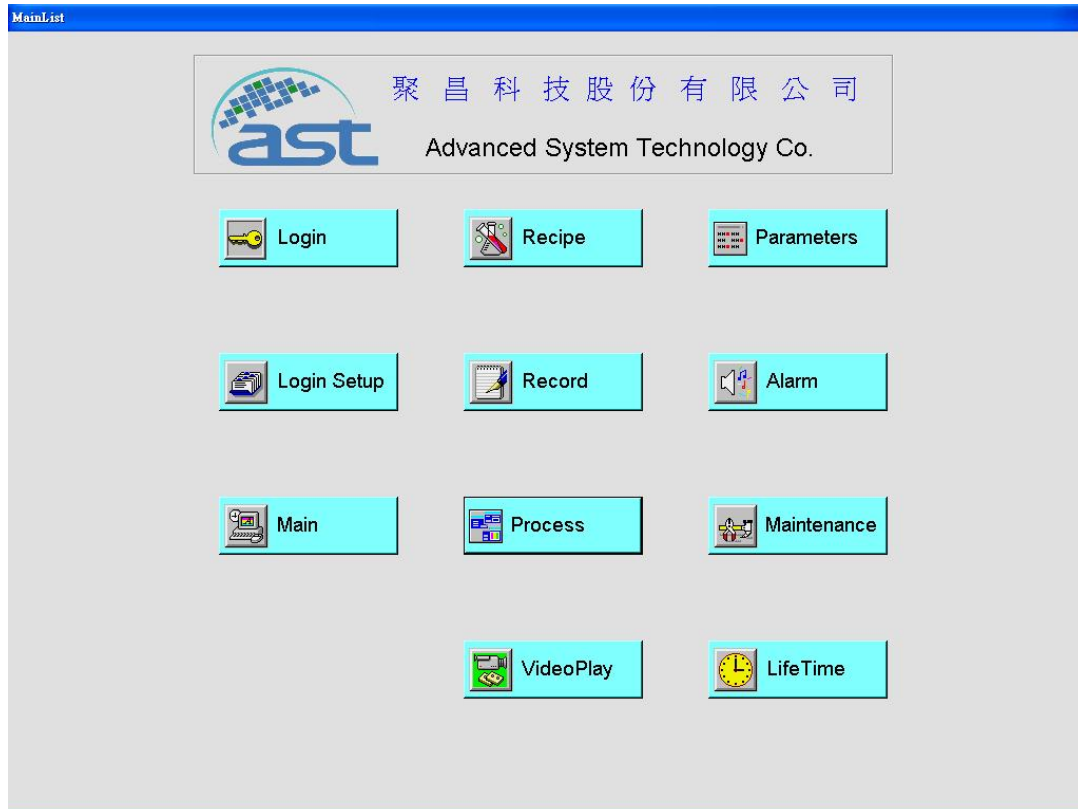 MainList
聚昌科技股份有限公司
ast
Advanced System Technology Co.
Login
Recipe
Parameters
Login Setup
Record
Alarm
Main
Process
Maintenance
VideoPlay
LifeTime